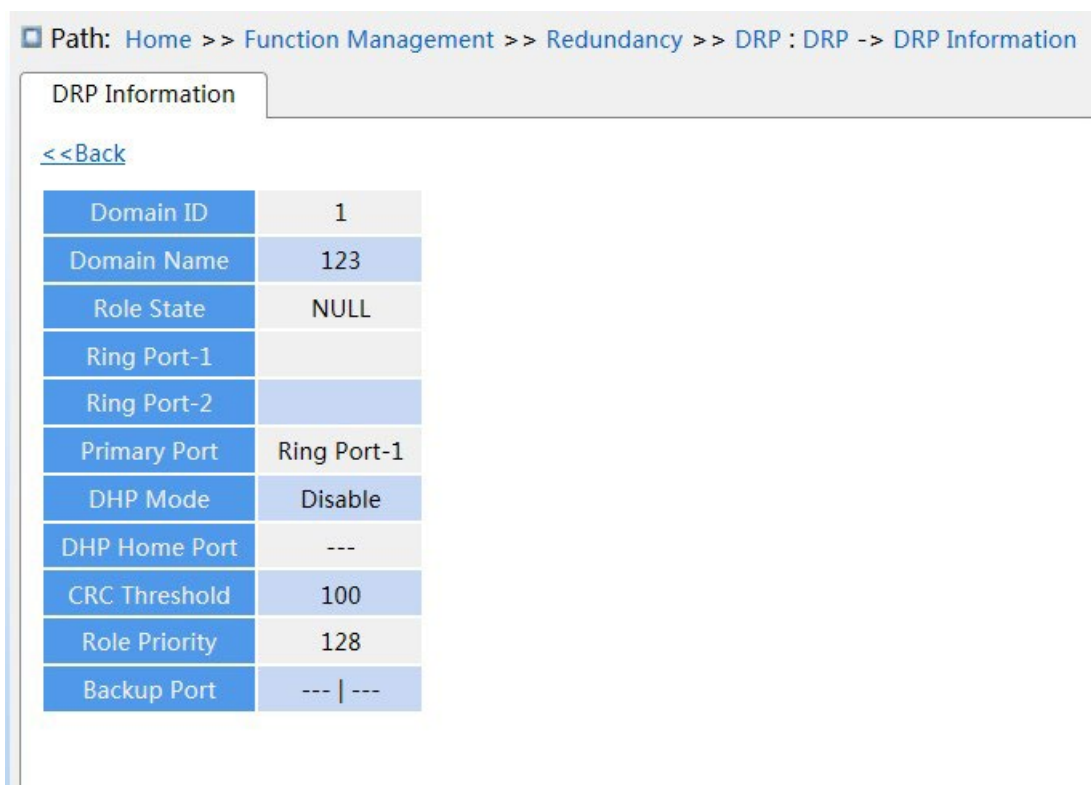 Path: Home >> Function Management >> Redundancy >> DRP : DRP -> DRP Information
DRP Information
<<Back
Domain ID 1
Domain Name 123
Role State NULL
Ring Port-1
Ring Port-2
Primary Port Ring Port-1
DHP Mode Disable
DHP Home Port ---
CRC Threshold 100
Role Priority 128
Backup Port --- | ---